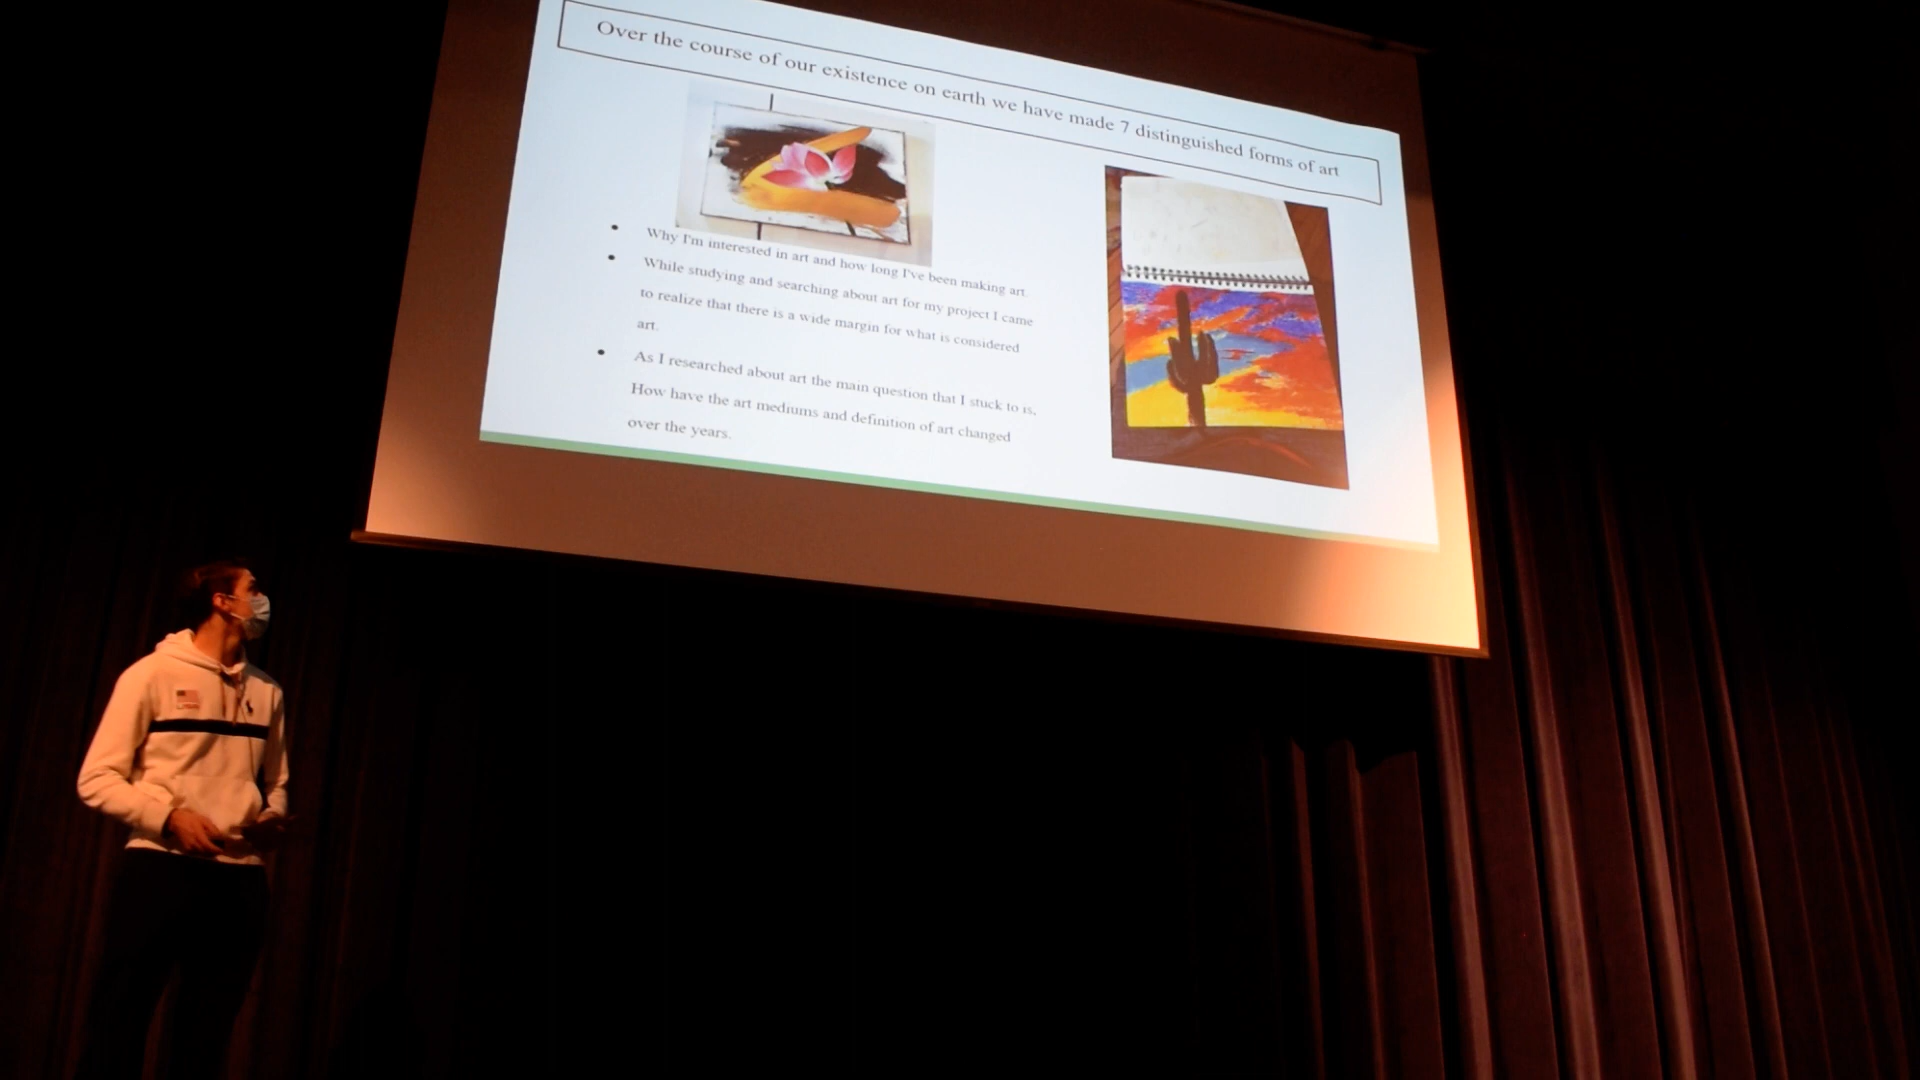 Over the course of our existence on earth we have made 7 distinguished forms of art
Why I'm interested in art and how long I've been making art.
While studying and searching about art for my project I came
to realize that there is a wide margin for what is considered
art.
As I researched about art the main question that I stuck to is,
How have the art mediums and definition of art changed
over the years.